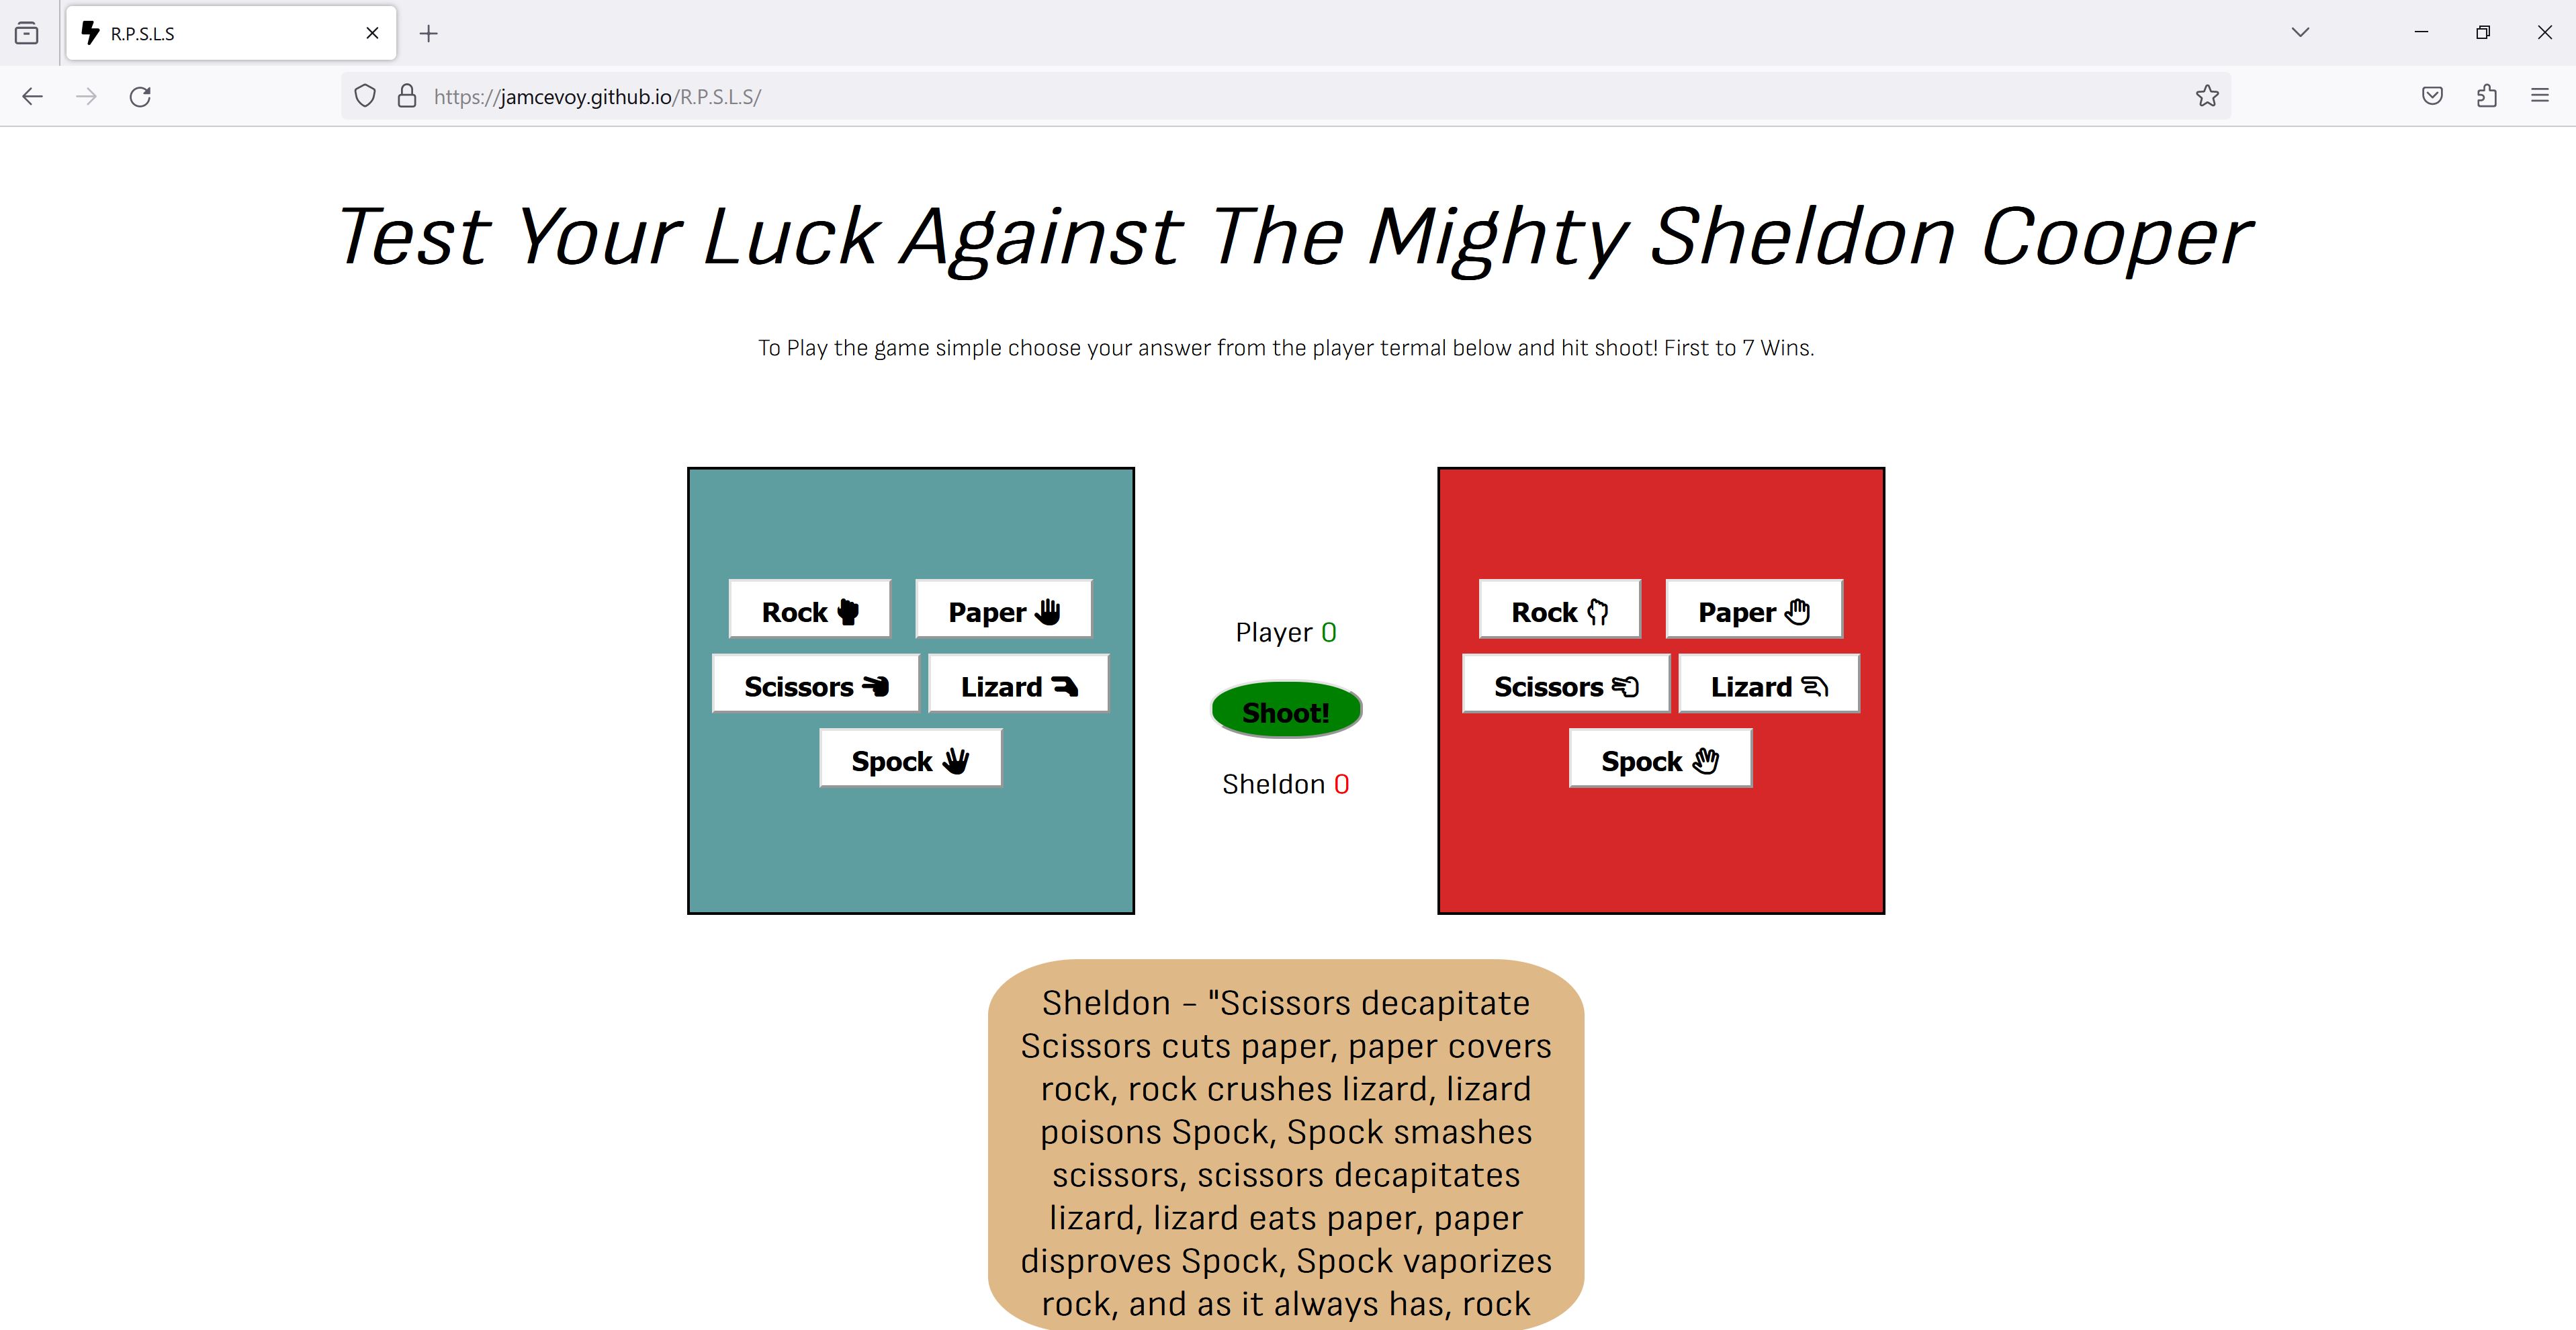 R.P.S.L.S
https://jamcevoy.github.io/R.P.S.L.S/
Test Your Luck Against The Mighty Sheldon Cooper
To Play the game simple choose your answer from the player termal below and hit shoot! First to 7 Wins.
Rock Paper
Scissors Lizard
Spock
Player 0
Shoot!
Sheldon 0
Rock Paper
Scissors Lizard
Spock
Sheldon - "Scissors decapitate
Scissors cuts paper, paper covers
rock, rock crushes lizard, lizard
poisons Spock, Spock smashes
scissors, scissors decapitates
lizard, lizard eats paper, paper
disproves Spock, Spock vaporizes
rock, and as it always has, rock